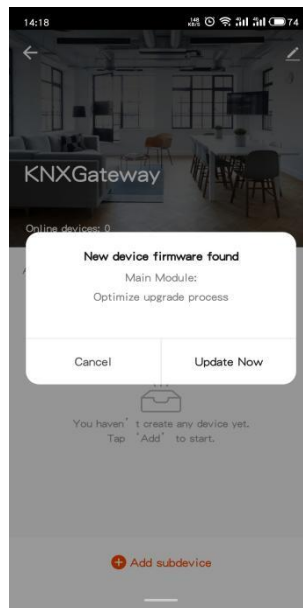 14:18
KB/S
74
KNXGateway
Online devices: 0
New device firmware found
Main Module:
Optimize upgrade process
Cancel
Update Now
You haven't create any device yet.
Tap 'Add' to start.
Add subdevice